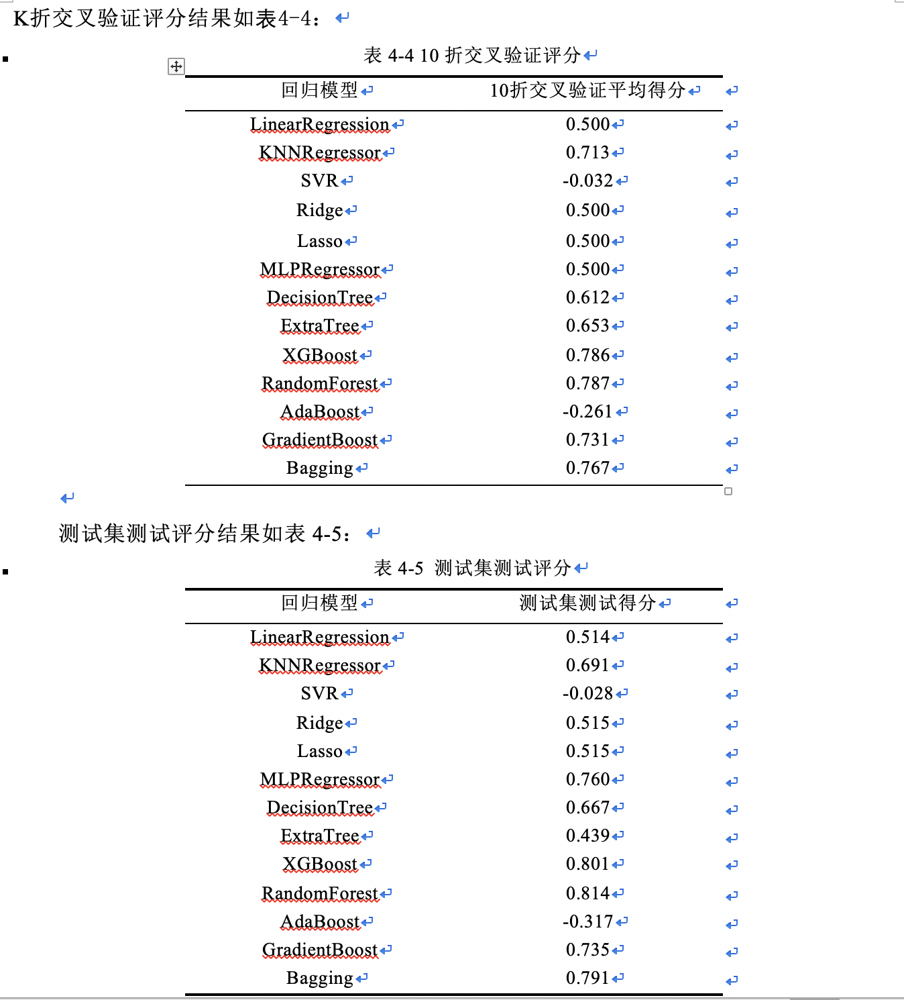 K折交叉验证评分结果如表4-4：
表 4-4 10 折交叉验证评分
回归模型 10折交叉验证平均得分
LinearRegression 0.500
KNNRegressor 0.713
SVR -0.032
Ridge 0.500
Lasso 0.500
MLPRegressor 0.500
DecisionTree 0.612
ExtraTree 0.653
XGBoost 0.786
RandomForest 0.787
AdaBoost -0.261
GradientBoost 0.731
Bagging 0.767
测试集测试评分结果如表 4-5：
表 4-5 测试集测试评分
回归模型 测试集测试得分
LinearRegression 0.514
KNNRegressor 0.691
SVR -0.028
Ridge 0.515
Lasso 0.515
MLPRegressor 0.760
DecisionTree 0.667
ExtraTree 0.439
XGBoost 0.801
RandomForest 0.814
AdaBoost -0.317
GradientBoost 0.735
Bagging 0.791